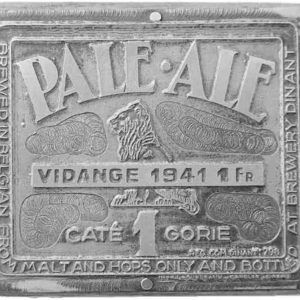 PALE·ALE
VIDANGE 1941 1 FR
CATÉ 1 GORIE
BREWED IN BELGIAN FROM
MALT AND HOPS ONLY AND BOTTLED
AT BREWERY DINANT